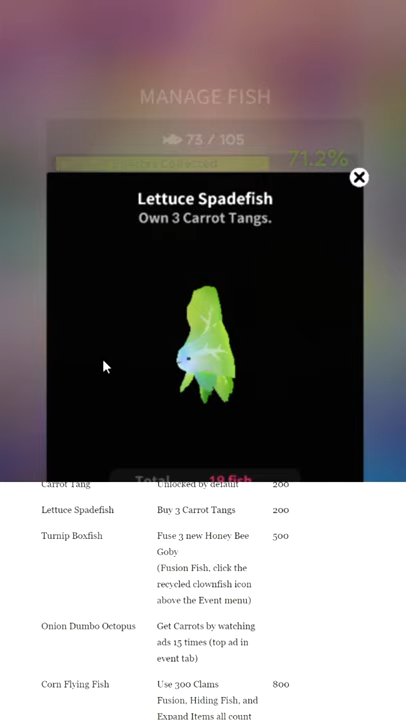 MANAGE FISH
73 / 105
71.2%
Lettuce Spadefish
Own 3 Carrot Tangs.
Total 19 fish
Carrot Tang Unlocked by default 200
Lettuce Spadefish Buy 3 Carrot Tangs 200
Turnip Boxfish Fuse 3 new Honey Bee 500
Goby
(Fusion Fish, click the
recycled clownfish icon
above the Event menu)
Onion Dumbo Octopus Get Carrots by watching
ads 15 times (top ad in
event tab)
Corn Flying Fish Use 300 Clams 800
Fusion, Hiding Fish, and
Expand Items all count